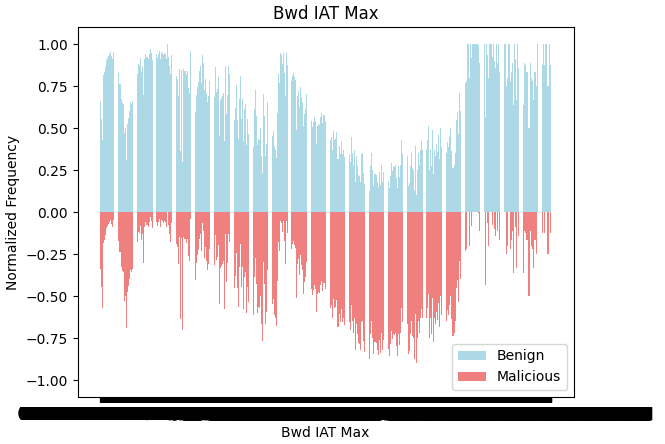 Bwd IAT Max
Normalized Frequency
1.00
0.75
0.50
0.25
0.00
−0.25
−0.50
−0.75
−1.00
Benign
Malicious
Bwd IAT Max